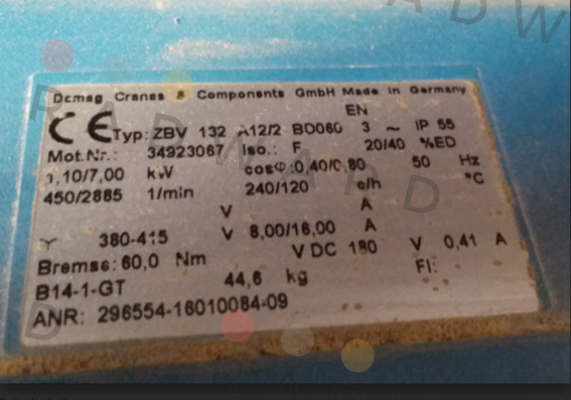 Demag Cranes & Components GmbH Made in Germany
EN
CE Typ: ZBV 132 A12/2 B0060 3 ~ IP 55
Mot.Nr.: 34923067 Iso.: F 20/40 %ED
1,10/7,00 kW cosφ:0,40/0,80 50 Hz
450/2885 1/min 240/120 c/h °C
V A
Y 380-415 V 8,00/16,00 A
Bremse: 60,0 Nm V DC 180 V 0,41 A
B14-1-GT 44,6 kg FI:
ANR: 296554-16010084-09
RADWARD